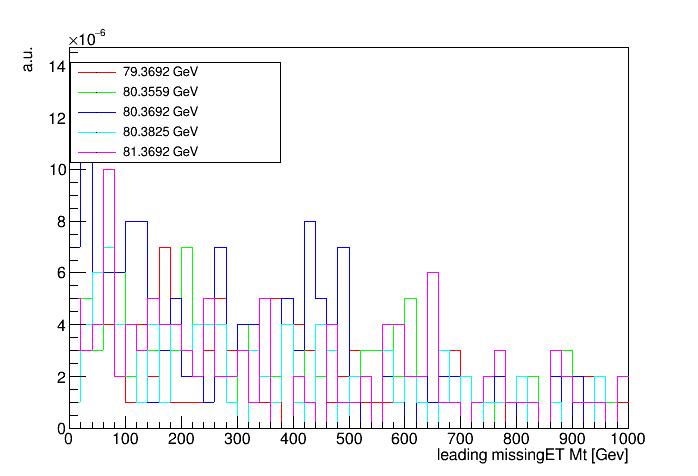 ×10⁻⁶
a.u.
14
12
10
8
6
4
2
0
79.3692 GeV
80.3559 GeV
80.3692 GeV
80.3825 GeV
81.3692 GeV
0 100 200 300 400 500 600 700 800 900 1000
leading missingET Mt [Gev]